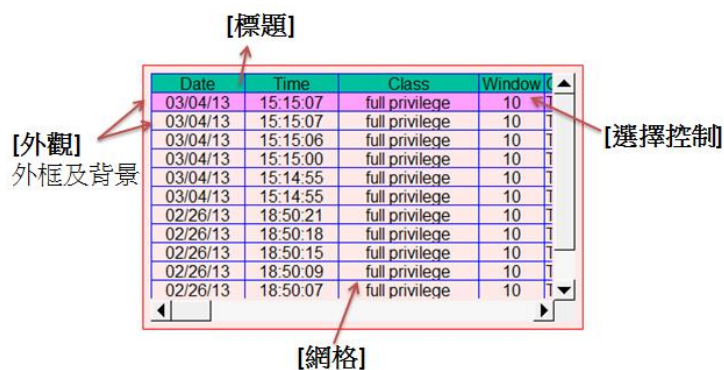 [標題]
Date Time Class Window
03/04/13 15:15:07 full privilege 10
03/04/13 15:15:07 full privilege 10 T
03/04/13 15:15:06 full privilege 10 T
03/04/13 15:15:00 full privilege 10 T
03/04/13 15:14:55 full privilege 10 T
03/04/13 15:14:55 full privilege 10 T
02/26/13 18:50:21 full privilege 10 T
02/26/13 18:50:18 full privilege 10 T
02/26/13 18:50:15 full privilege 10 T
02/26/13 18:50:09 full privilege 10 T
02/26/13 18:50:07 full privilege 10 T
[外觀]
外框及背景
[選擇控制]
[網格]